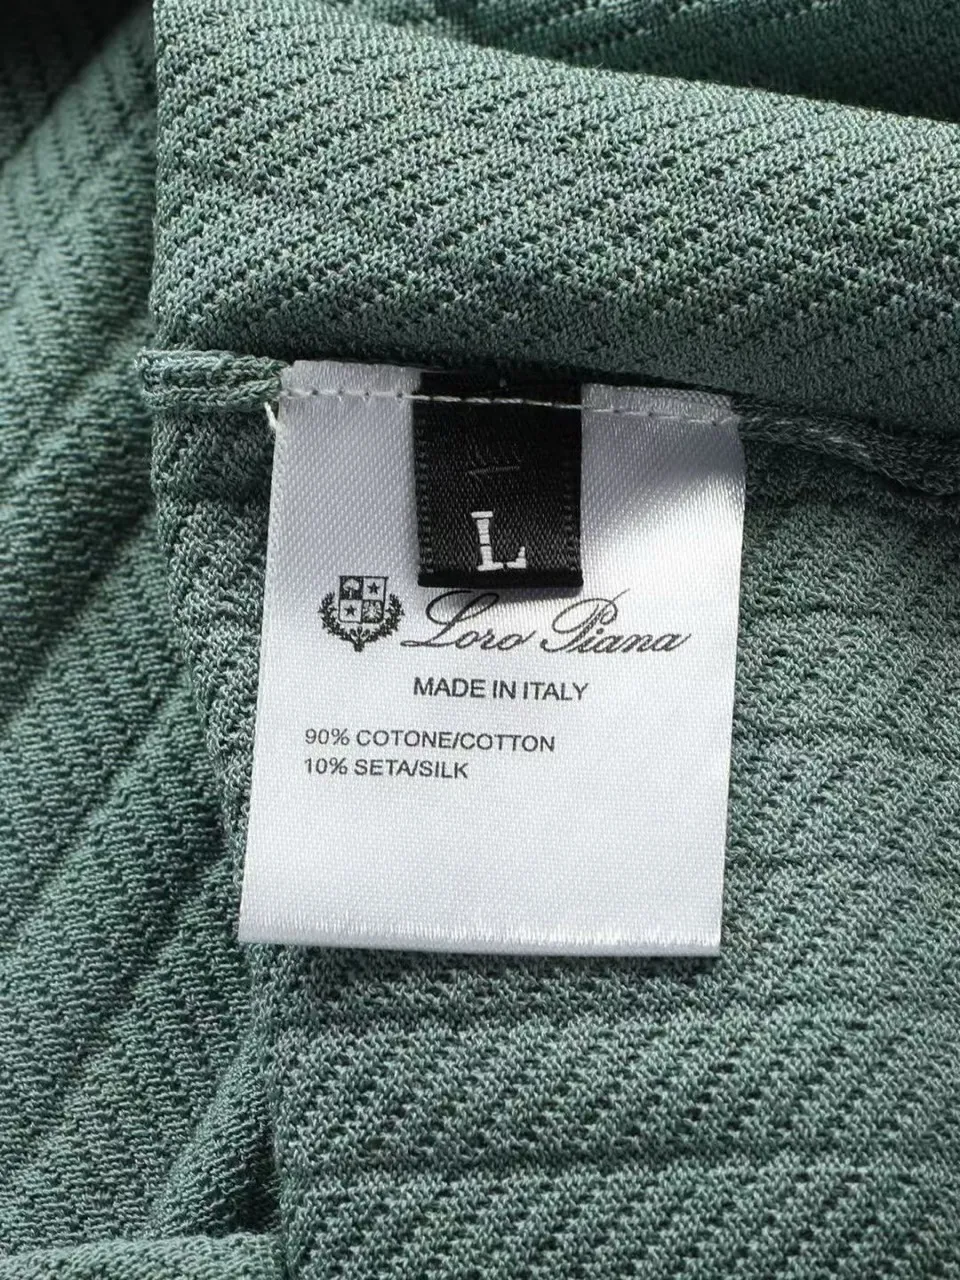 L
Loro Piana
MADE IN ITALY
90% COTONE/COTTON
10% SETA/SILK